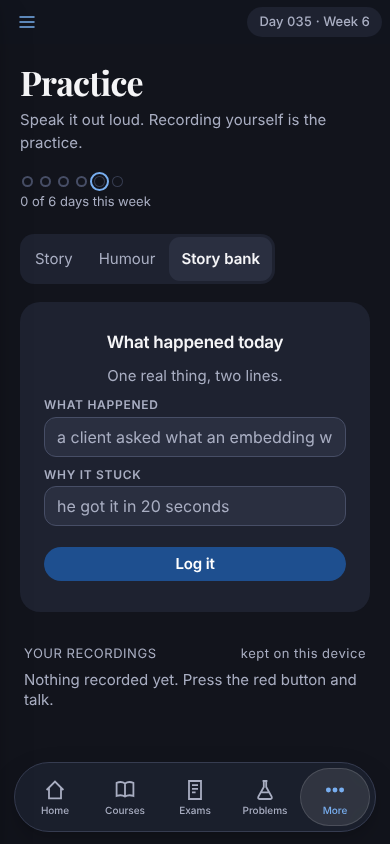 Day 035 · Week 6
Practice
Speak it out loud. Recording yourself is the
practice.
0 of 6 days this week
Story Humour Story bank
What happened today
One real thing, two lines.
WHAT HAPPENED
a client asked what an embedding w
WHY IT STUCK
he got it in 20 seconds
Log it
YOUR RECORDINGS kept on this device
Nothing recorded yet. Press the red button and
talk.
Home Courses Exams Problems More